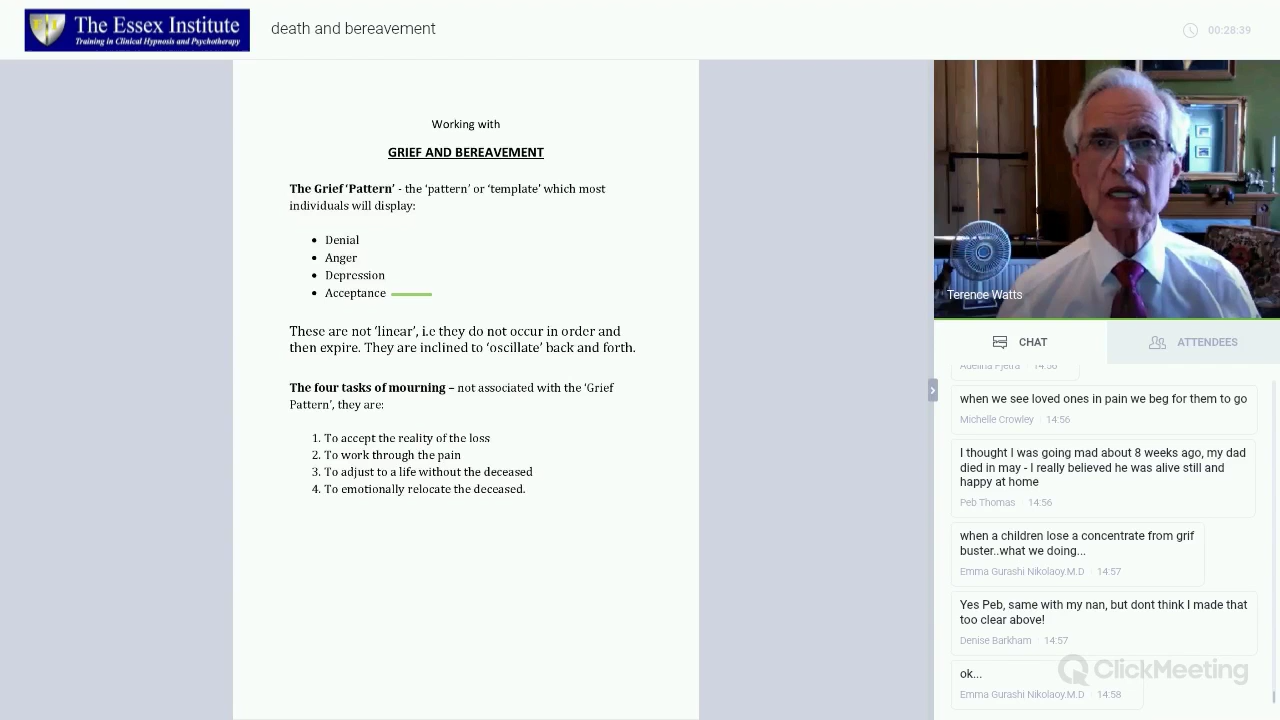 The Essex Institute
Training in Clinical Hypnosis and Psychotherapy
death and bereavement
00:28:39
Working with
GRIEF AND BEREAVEMENT
The Grief ‘Pattern’ - the ‘pattern’ or ‘template’ which most
individuals will display:
• Denial
• Anger
• Depression
• Acceptance
These are not ‘linear’, i.e they do not occur in order and
then expire. They are inclined to ‘oscillate’ back and forth.
The four tasks of mourning – not associated with the ‘Grief
Pattern’, they are:
1. To accept the reality of the loss
2. To work through the pain
3. To adjust to a life without the deceased
4. To emotionally relocate the deceased.
Terence Watts
CHAT
ATTENDEES
Adelina Pjetra 14:56
when we see loved ones in pain we beg for them to go
Michelle Crowley 14:56
I thought I was going mad about 8 weeks ago, my dad
died in may - I really believed he was alive still and
happy at home
Peb Thomas 14:56
when a children lose a concentrate from grif
buster..what we doing...
Emma Gurashi Nikolaoy.M.D 14:57
Yes Peb, same with my nan, but dont think I made that
too clear above!
Denise Barkham 14:57
ok...
Emma Gurashi Nikolaoy.M.D 14:58
ClickMeeting